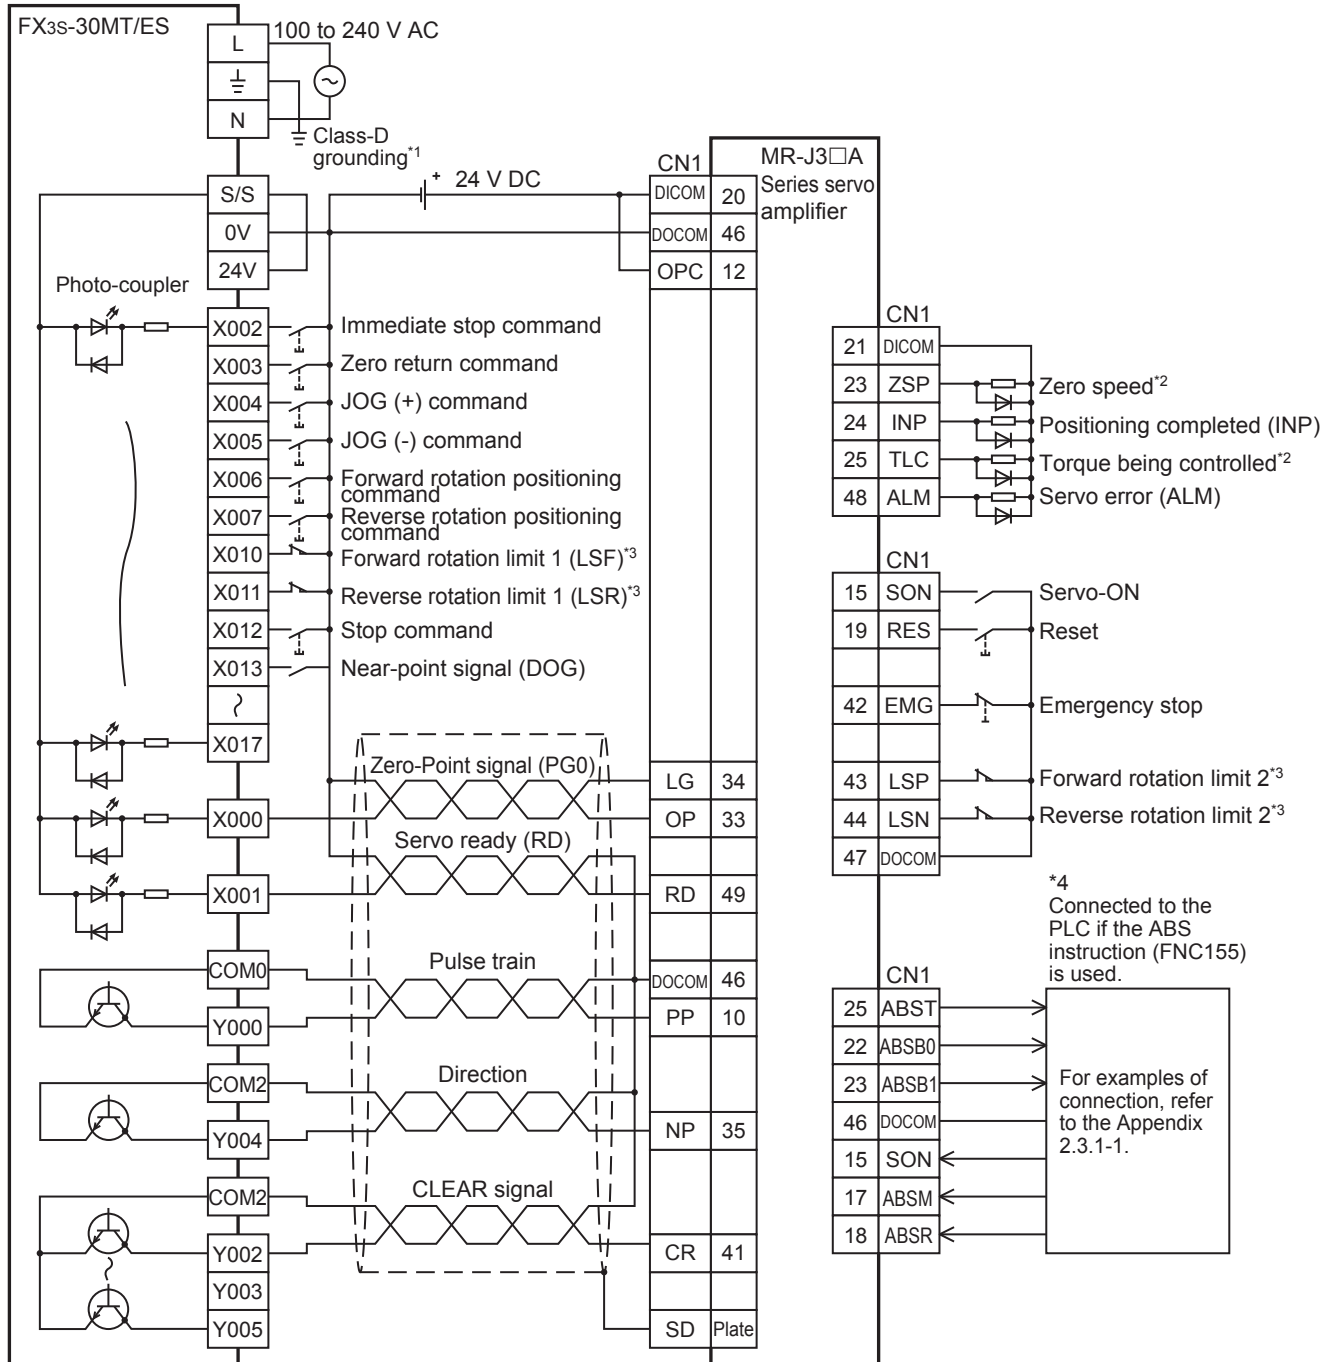 FX3S-30MT/ES
L
N
100 to 240 V AC
Class-D
grounding*1
S/S
0V
24V
24 V DC
Photo-coupler
X002
Immediate stop command
X003
Zero return command
X004
JOG (+) command
X005
JOG (-) command
X006
Forward rotation positioning
command
X007
Reverse rotation positioning
command
X010
Forward rotation limit 1 (LSF)*3
X011
Reverse rotation limit 1 (LSR)*3
X012
Stop command
X013
Near-point signal (DOG)
X017
X000
Zero-Point signal (PG0)
X001
Servo ready (RD)
COM0
Pulse train
Y000
COM2
Direction
Y004
COM2
CLEAR signal
Y002
Y003
Y005
CN1
MR-J3□A
Series servo
amplifier
DICOM 20
DOCOM 46
OPC 12
LG 34
OP 33
RD 49
DOCOM 46
PP 10
NP 35
CR 41
SD Plate
CN1
21 DICOM
23 ZSP Zero speed*2
24 INP Positioning completed (INP)
25 TLC Torque being controlled*2
48 ALM Servo error (ALM)
CN1
15 SON Servo-ON
19 RES Reset
42 EMG Emergency stop
43 LSP Forward rotation limit 2*3
44 LSN Reverse rotation limit 2*3
47 DOCOM
*4
Connected to the
PLC if the ABS
instruction (FNC155)
is used.
CN1
25 ABST
22 ABSB0
23 ABSB1
46 DOCOM
15 SON
17 ABSM
18 ABSR
For examples of
connection, refer
to the Appendix
2.3.1-1.